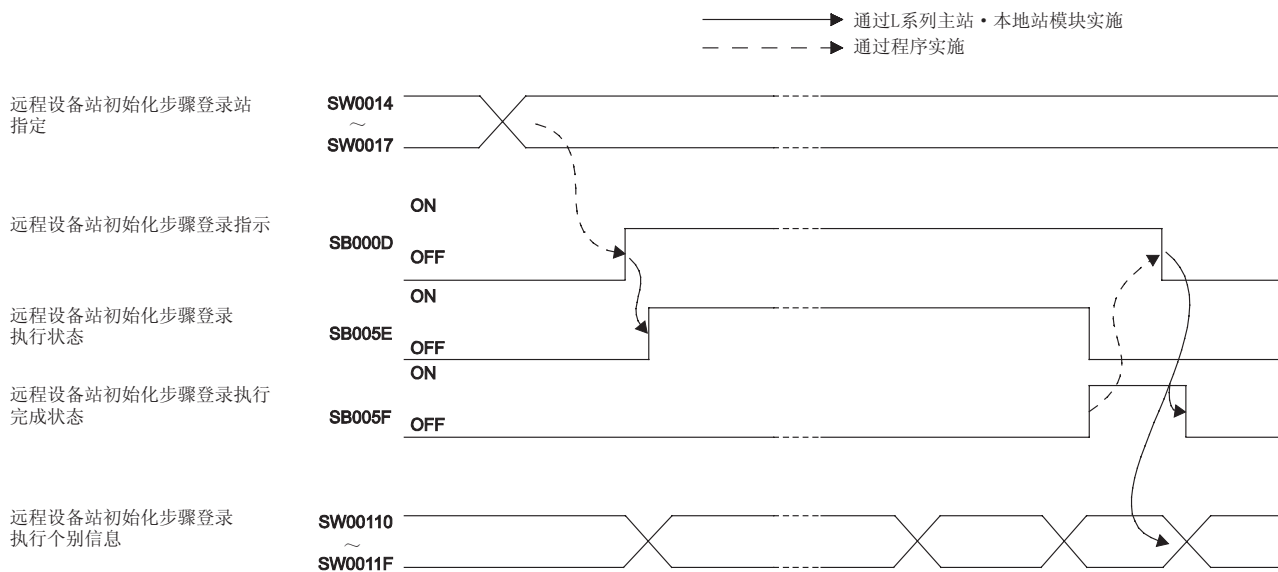 通过L系列主站·本地站模块实施
通过程序实施
远程设备站初始化步骤登录站
指定
SW0014
~
SW0017
远程设备站初始化步骤登录指示
SB000D
ON
OFF
远程设备站初始化步骤登录
执行状态
SB005E
ON
OFF
远程设备站初始化步骤登录执行
完成状态
SB005F
ON
OFF
远程设备站初始化步骤登录
执行个别信息
SW00110
~
SW0011F